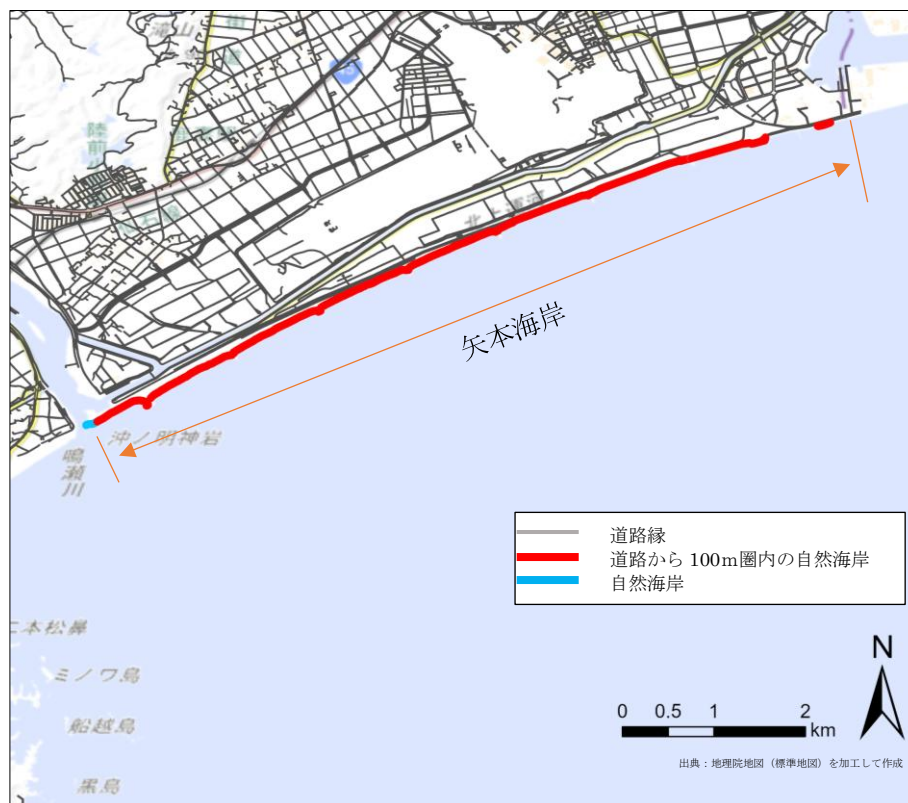 滝山
45
陸前
北上運河
矢本海岸
沖ノ明神岩
鳴瀬川
道路縁
道路から 100m圏内の自然海岸
自然海岸
二本松鼻
ミノワ島
船越島
黒島
N
0 0.5 1 2
km
出典：地理院地図（標準地図）を加工して作成